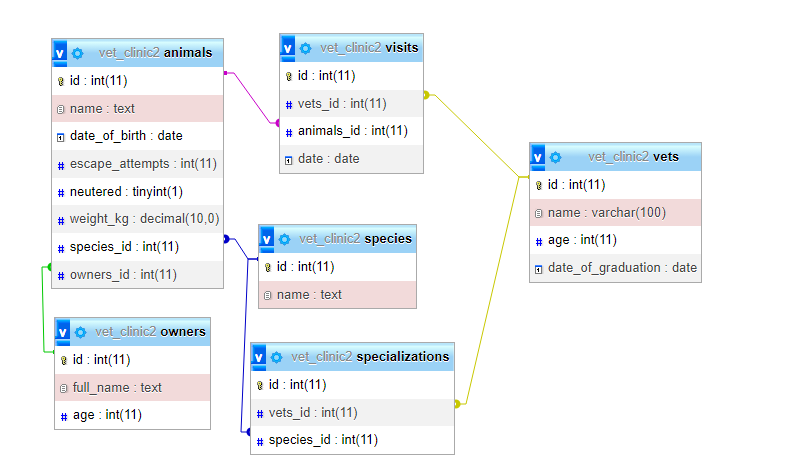 vet_clinic2 animals
id : int(11)
name : text
date_of_birth : date
escape_attempts : int(11)
neutered : tinyint(1)
weight_kg : decimal(10,0)
species_id : int(11)
owners_id : int(11)
vet_clinic2 visits
id : int(11)
vets_id : int(11)
animals_id : int(11)
date : date
vet_clinic2 vets
id : int(11)
name : varchar(100)
age : int(11)
date_of_graduation : date
vet_clinic2 species
id : int(11)
name : text
vet_clinic2 owners
id : int(11)
full_name : text
age : int(11)
vet_clinic2 specializations
id : int(11)
vets_id : int(11)
species_id : int(11)